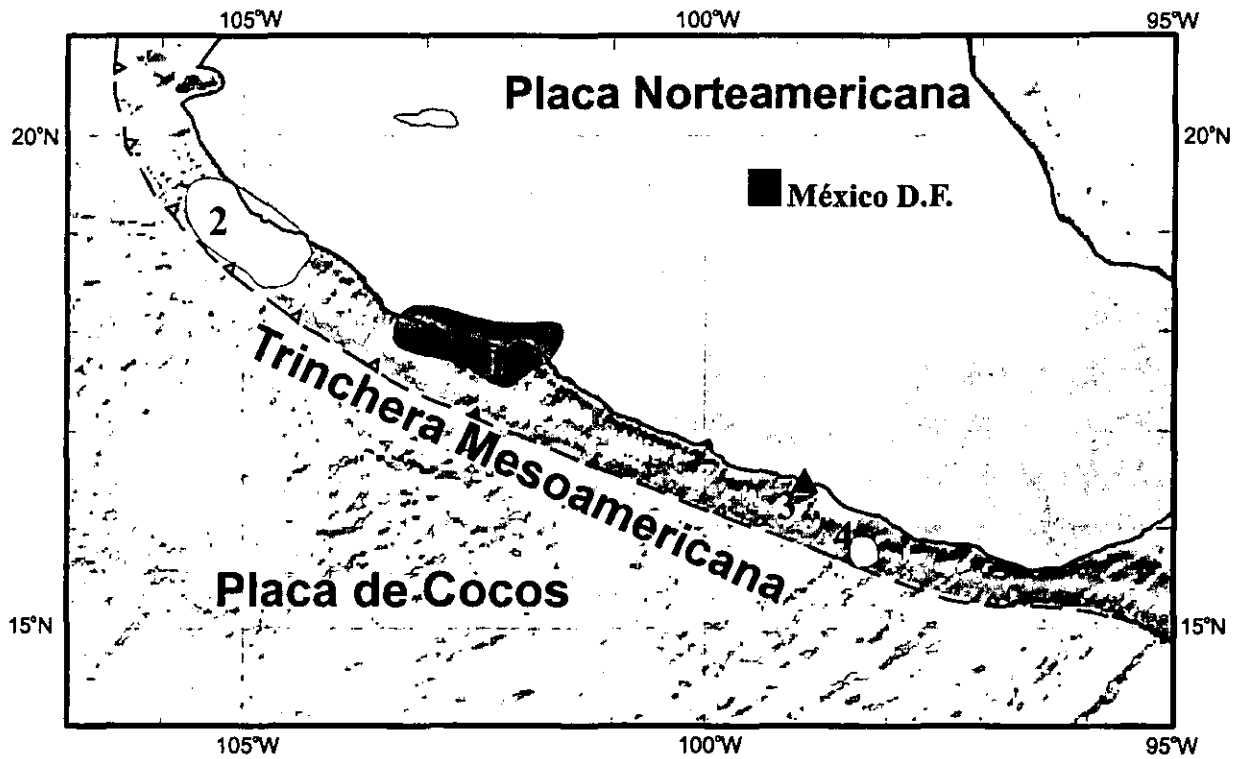 105°W 100°W 95°W
Placa Norteamericana
20°N 20°N
México D.F.
2
Trinchera Mesoamericana
3
4
Placa de Cocos
15°N 15°N
105°W 100°W 95°W